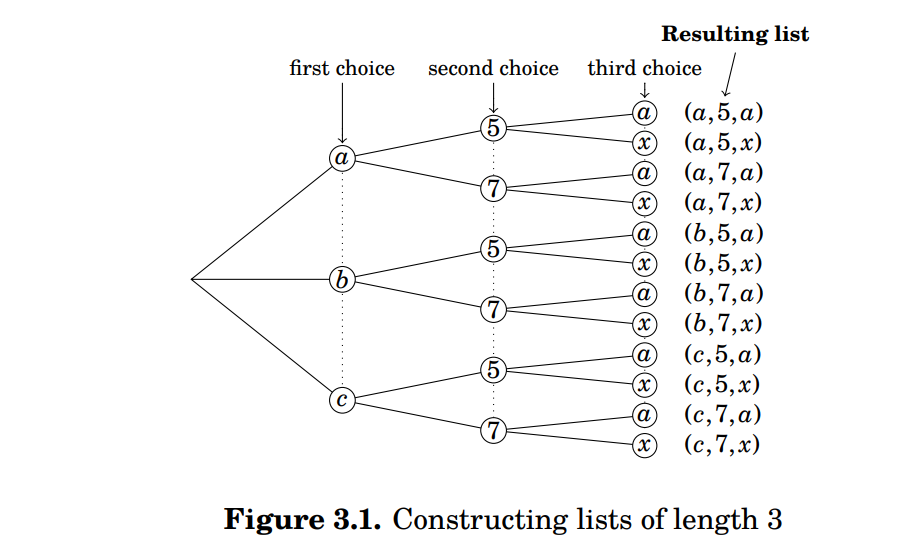 Resulting list
first choice second choice third choice
a (a,5,a)
5
x (a,5,x)
a
a (a,7,a)
7
x (a,7,x)
a (b,5,a)
5
x (b,5,x)
b
a (b,7,a)
7
x (b,7,x)
a (c,5,a)
5
x (c,5,x)
c
a (c,7,a)
7
x (c,7,x)
Figure 3.1. Constructing lists of length 3